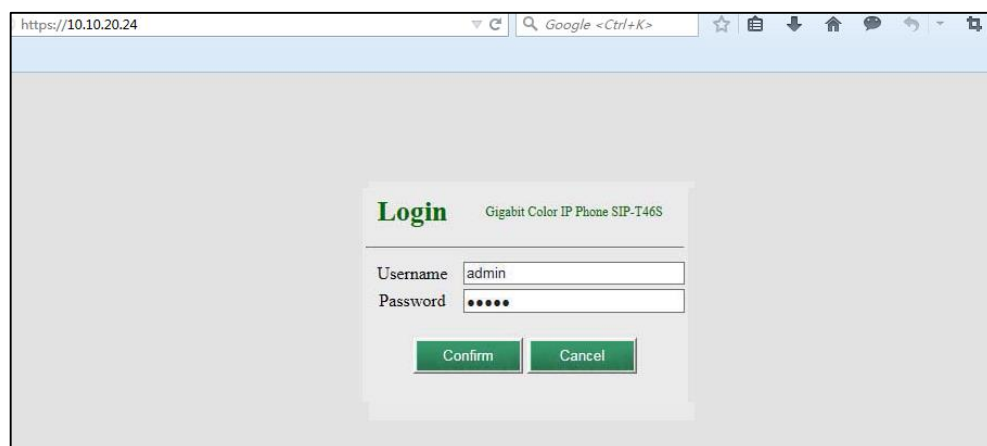 https://10.10.20.24 Google <Ctrl+K>
Login Gigabit Color IP Phone SIP-T46S
Username admin
Password •••••
Confirm Cancel